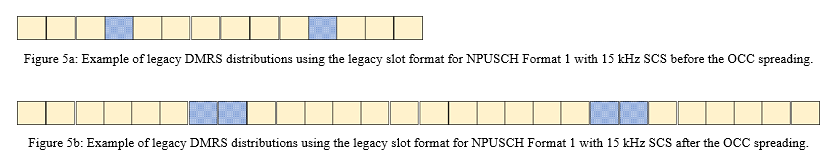 Figure 5a: Example of legacy DMRS distributions using the legacy slot format for NPUSCH Format 1 with 15 kHz SCS before the OCC spreading.
Figure 5b: Example of legacy DMRS distributions using the legacy slot format for NPUSCH Format 1 with 15 kHz SCS after the OCC spreading.